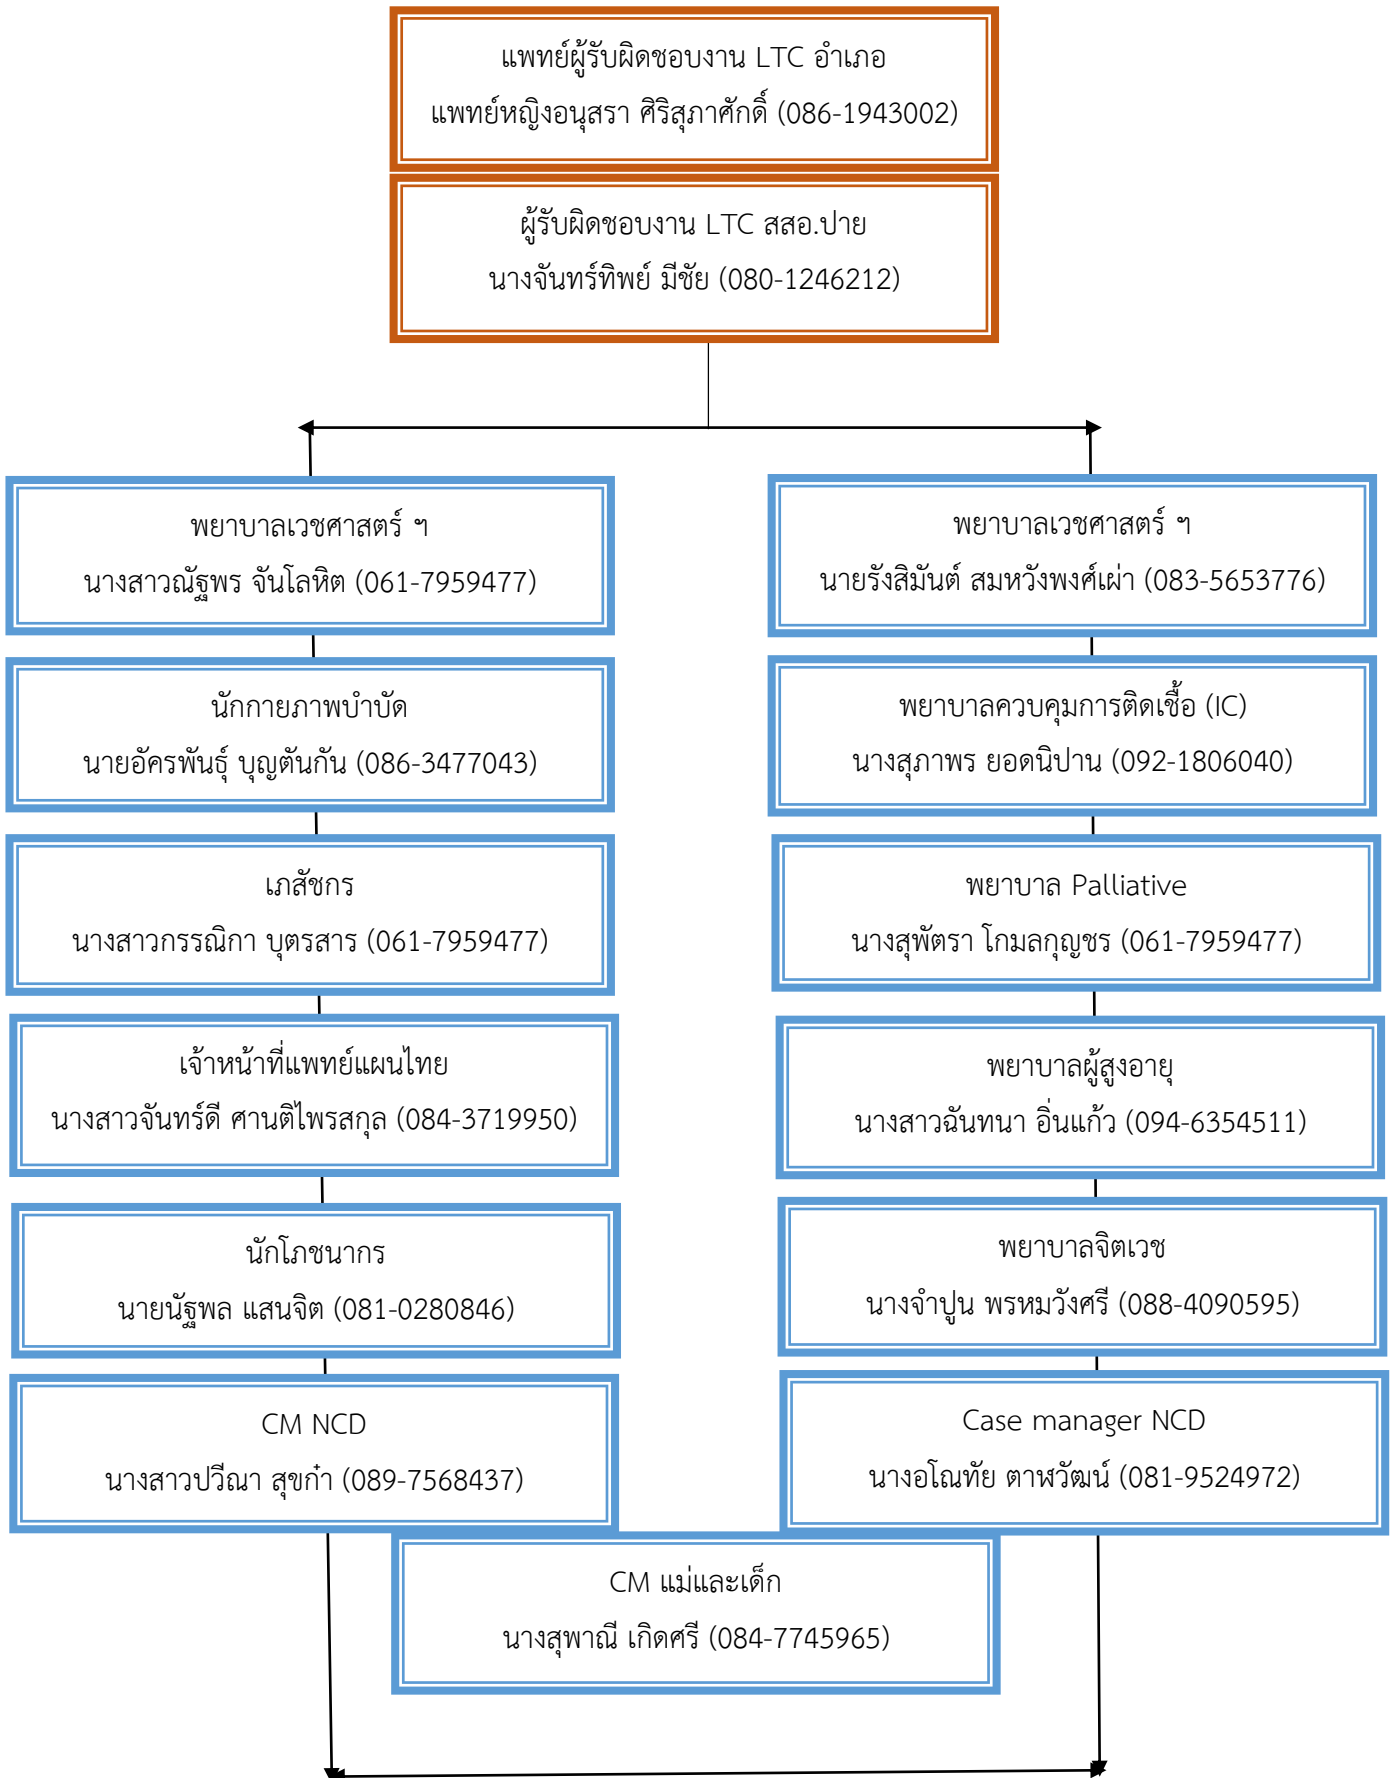 แพทย์ผู้รับผิดชอบงาน LTC อำเภอ
แพทย์หญิงอนุสรา ศิริสุภาศักดิ์ (086-1943002)
ผู้รับผิดชอบงาน LTC สสอ.ปาย
นางจันทร์ทิพย์ มีชัย (080-1246212)
พยาบาลเวชศาสตร์ ฯ
นางสาวณัฐพร จันโลหิต (061-7959477)
นักกายภาพบำบัด
นายอัครพันธุ์ บุญตันกัน (086-3477043)
เภสัชกร
นางสาวกรรณิกา บุตรสาร (061-7959477)
เจ้าหน้าที่แพทย์แผนไทย
นางสาวจันทร์ดี ศานติไพรสกุล (084-3719950)
นักโภชนากร
นายนัฐพล แสนจิต (081-0280846)
CM NCD
นางสาวปวีณา สุขก๋า (089-7568437)
พยาบาลเวชศาสตร์ ฯ
นายรังสิมันต์ สมหวังพงศ์เผ่า (083-5653776)
พยาบาลควบคุมการติดเชื้อ (IC)
นางสุภาพร ยอดนิปาน (092-1806040)
พยาบาล Palliative
นางสุพัตรา โกมลกุญชร (061-7959477)
พยาบาลผู้สูงอายุ
นางสาวฉันทนา อิ่นแก้ว (094-6354511)
พยาบาลจิตเวช
นางจำปูน พรหมวังศรี (088-4090595)
Case manager NCD
นางอโณทัย ตาฬวัฒน์ (081-9524972)
CM แม่และเด็ก
นางสุพาณี เกิดศรี (084-7745965)